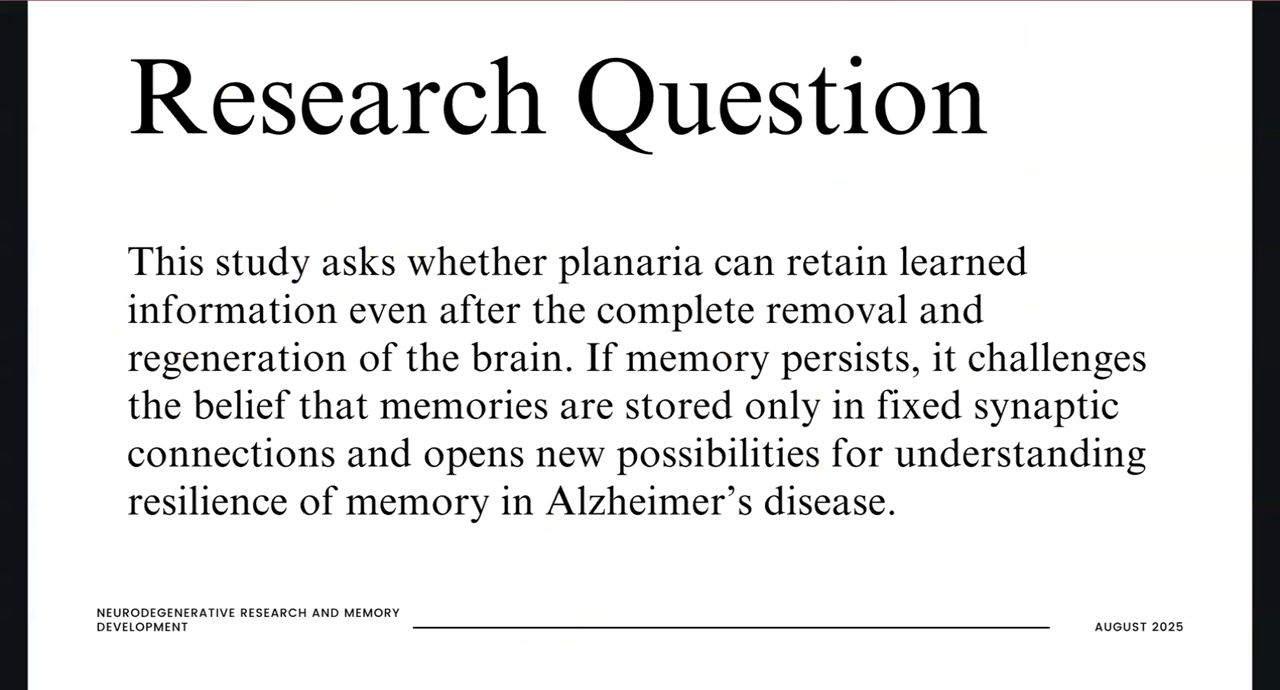 Research Question
This study asks whether planaria can retain learned
information even after the complete removal and
regeneration of the brain. If memory persists, it challenges
the belief that memories are stored only in fixed synaptic
connections and opens new possibilities for understanding
resilience of memory in Alzheimer’s disease.
NEURODEGENERATIVE RESEARCH AND MEMORY
DEVELOPMENT
AUGUST 2025